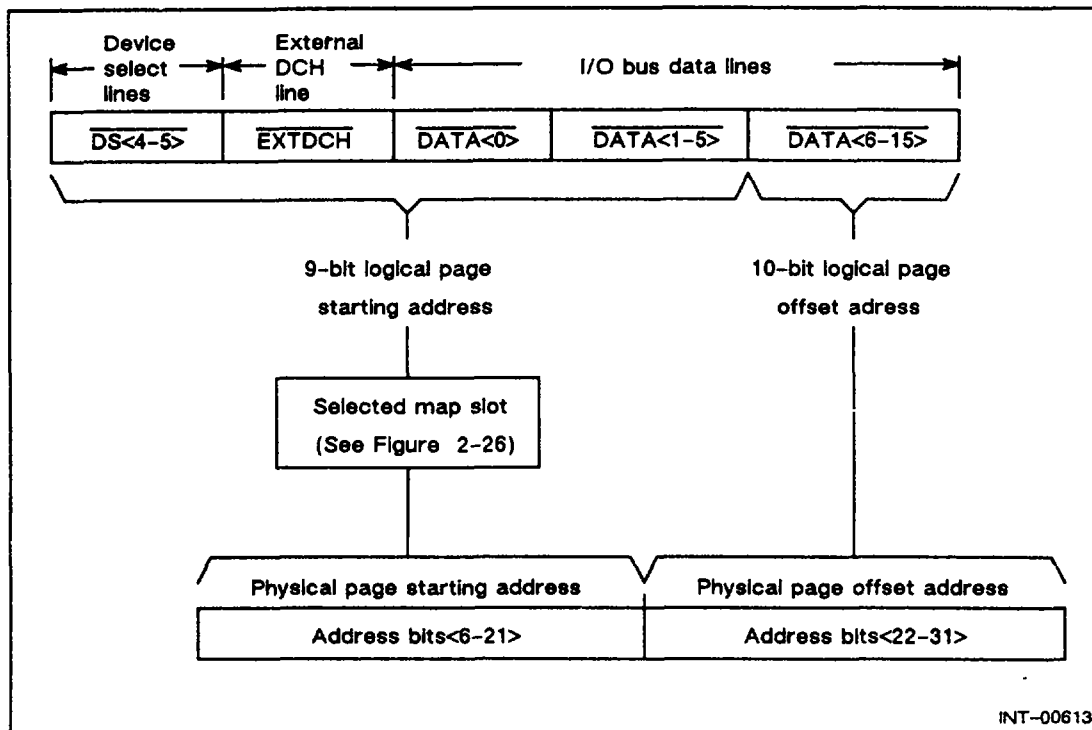 Device select lines
External DCH line
I/O bus data lines
DS<4-5>
EXTDCH
DATA<0>
DATA<1-5>
DATA<6-15>
9-bit logical page
starting address
10-bit logical page
offset adress
Selected map slot
(See Figure 2-26)
Physical page starting address
Physical page offset address
Address bits<6-21>
Address bits<22-31>
INT-00613